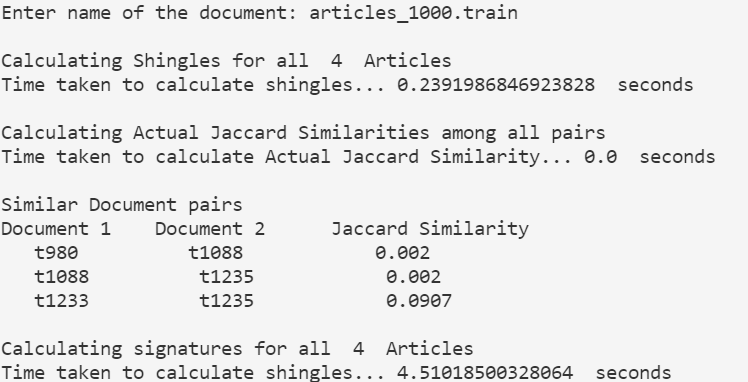 Enter name of the document: articles_1000.train
Calculating Shingles for all 4 Articles
Time taken to calculate shingles... 0.2391986846923828 seconds
Calculating Actual Jaccard Similarities among all pairs
Time taken to calculate Actual Jaccard Similarity... 0.0 seconds
Similar Document pairs
Document 1 Document 2 Jaccard Similarity
t980 t1088 0.002
t1088 t1235 0.002
t1233 t1235 0.0907
Calculating signatures for all 4 Articles
Time taken to calculate shingles... 4.51018500328064 seconds